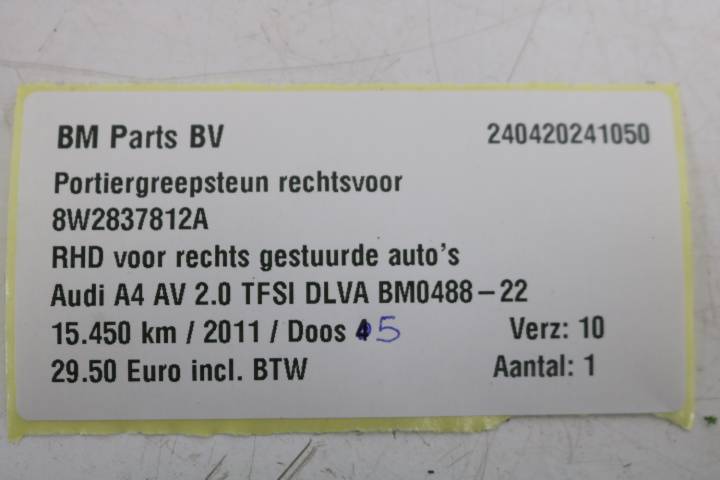 BM Parts BV 240420241050
Portiergreepsteun rechtsvoor
8W2837812A
RHD voor rechts gestuurde auto's
Audi A4 AV 2.0 TFSI DLVA BM0488-22
15.450 km / 2011 / Doos 5 Verz: 10
29.50 Euro incl. BTW Aantal: 1